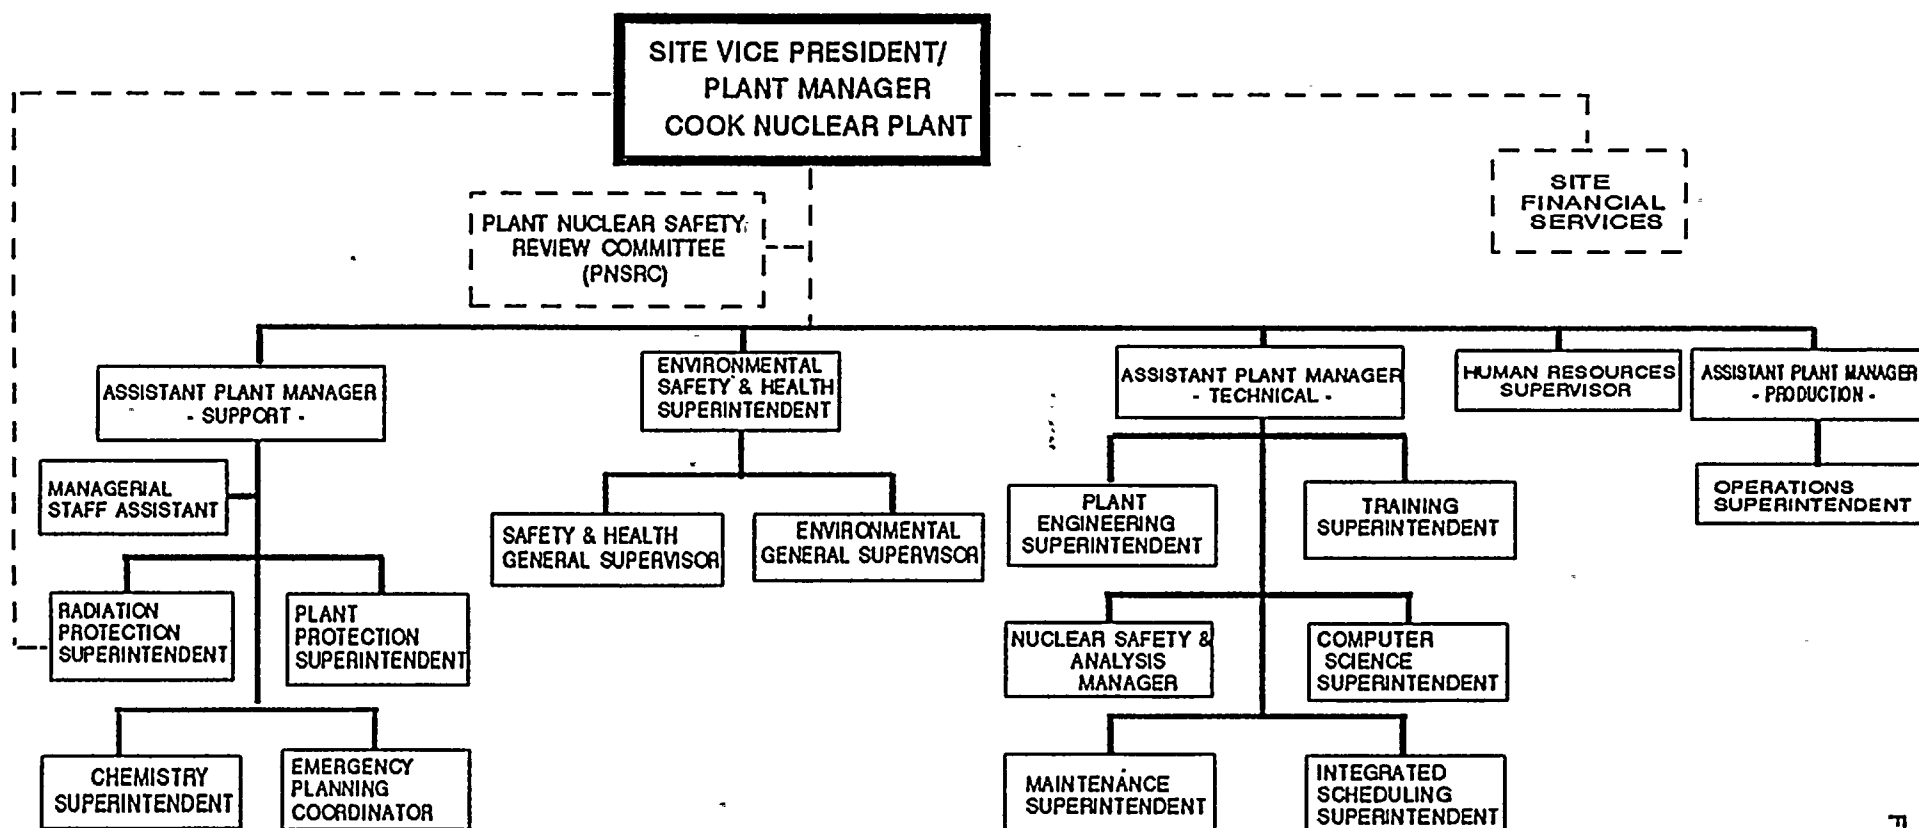 SITE VICE PRESIDENT/
PLANT MANAGER
COOK NUCLEAR PLANT
PLANT NUCLEAR SAFETY
REVIEW COMMITTEE
(PNSRC)
SITE
FINANCIAL
SERVICES
ASSISTANT PLANT MANAGER
- SUPPORT -
ENVIRONMENTAL
SAFETY & HEALTH
SUPERINTENDENT
ASSISTANT PLANT MANAGER
- TECHNICAL -
HUMAN RESOURCES
SUPERVISOR
ASSISTANT PLANT MANAGER
- PRODUCTION -
MANAGERIAL
STAFF ASSISTANT
SAFETY & HEALTH
GENERAL SUPERVISOR
ENVIRONMENTAL
GENERAL SUPERVISOR
PLANT
ENGINEERING
SUPERINTENDENT
TRAINING
SUPERINTENDENT
OPERATIONS
SUPERINTENDENT
RADIATION
PROTECTION
SUPERINTENDENT
PLANT
PROTECTION
SUPERINTENDENT
NUCLEAR SAFETY &
ANALYSIS
MANAGER
COMPUTER
SCIENCE
SUPERINTENDENT
CHEMISTRY
SUPERINTENDENT
EMERGENCY
PLANNING
COORDINATOR
MAINTENANCE
SUPERINTENDENT
INTEGRATED
SCHEDULING
SUPERINTENDENT